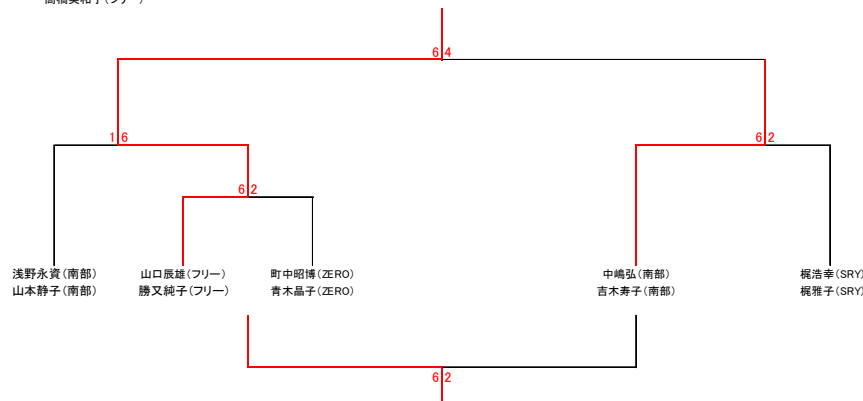 6 4
1 6
6 2
6 2
浅野永資(南部)
山本静子(南部)
山口辰雄(フリー)
勝又純子(フリー)
町中昭博(ZERO)
青木晶子(ZERO)
中嶋弘(南部)
吉木寿子(南部)
梶浩幸(SRY)
梶雅子(SRY)
6 2